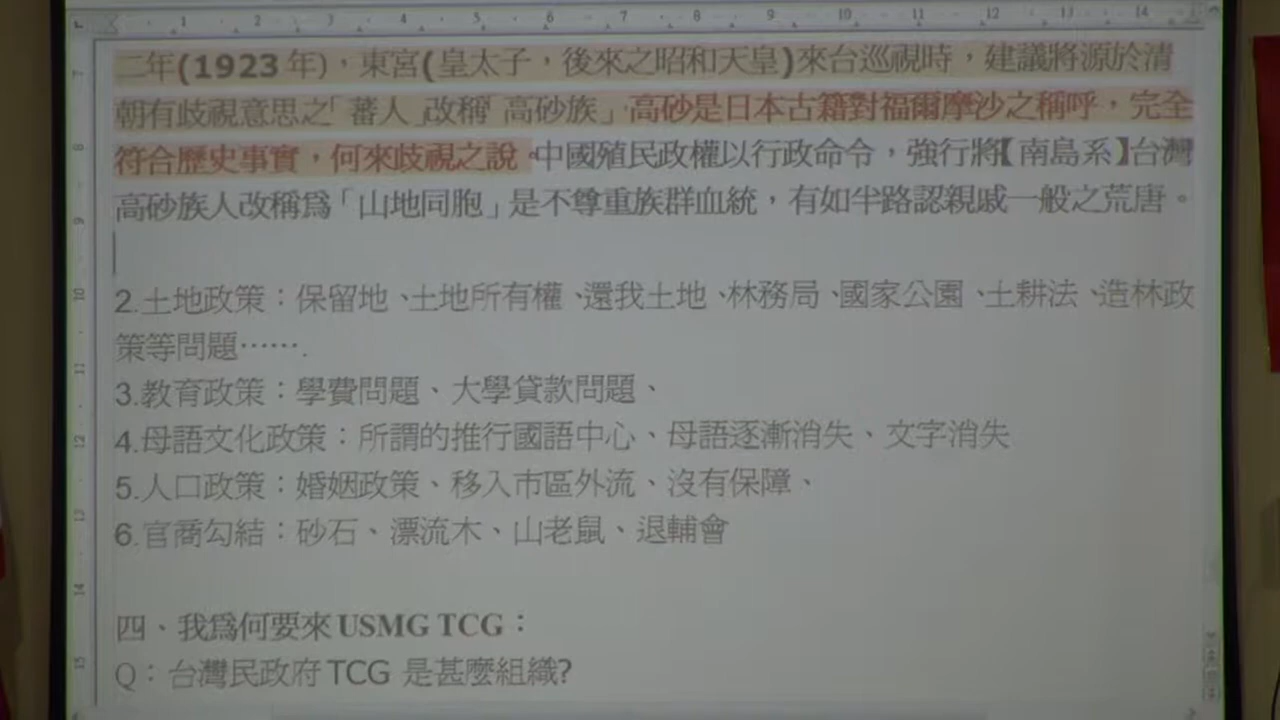 二年(1923年)，東宮(皇太子，後來之昭和天皇)來台巡視時，建議將源於清
朝有歧視意思之「蕃人」改稱「高砂族」高砂是日本古籍對福爾摩沙之稱呼，完全
符合歷史事實，何來歧視之說。中國殖民政權以行政命令，強行將【南島系】台灣
高砂族人改稱為「山地同胞」是不尊重族群血統，有如半路認親戚一般之荒唐。
2.土地政策：保留地、土地所有權、還我土地、林務局、國家公園、土耕法、造林政
策等問題…….
3.教育政策：學費問題、大學貸款問題、
4.母語文化政策：所謂的推行國語中心、母語逐漸消失、文字消失
5.人口政策：婚姻政策、移入市區外流、沒有保障、
6.官商勾結：砂石、漂流木、山老鼠、退輔會
四、我為何要來 USMG TCG：
Q：台灣民政府 TCG 是甚麼組織?